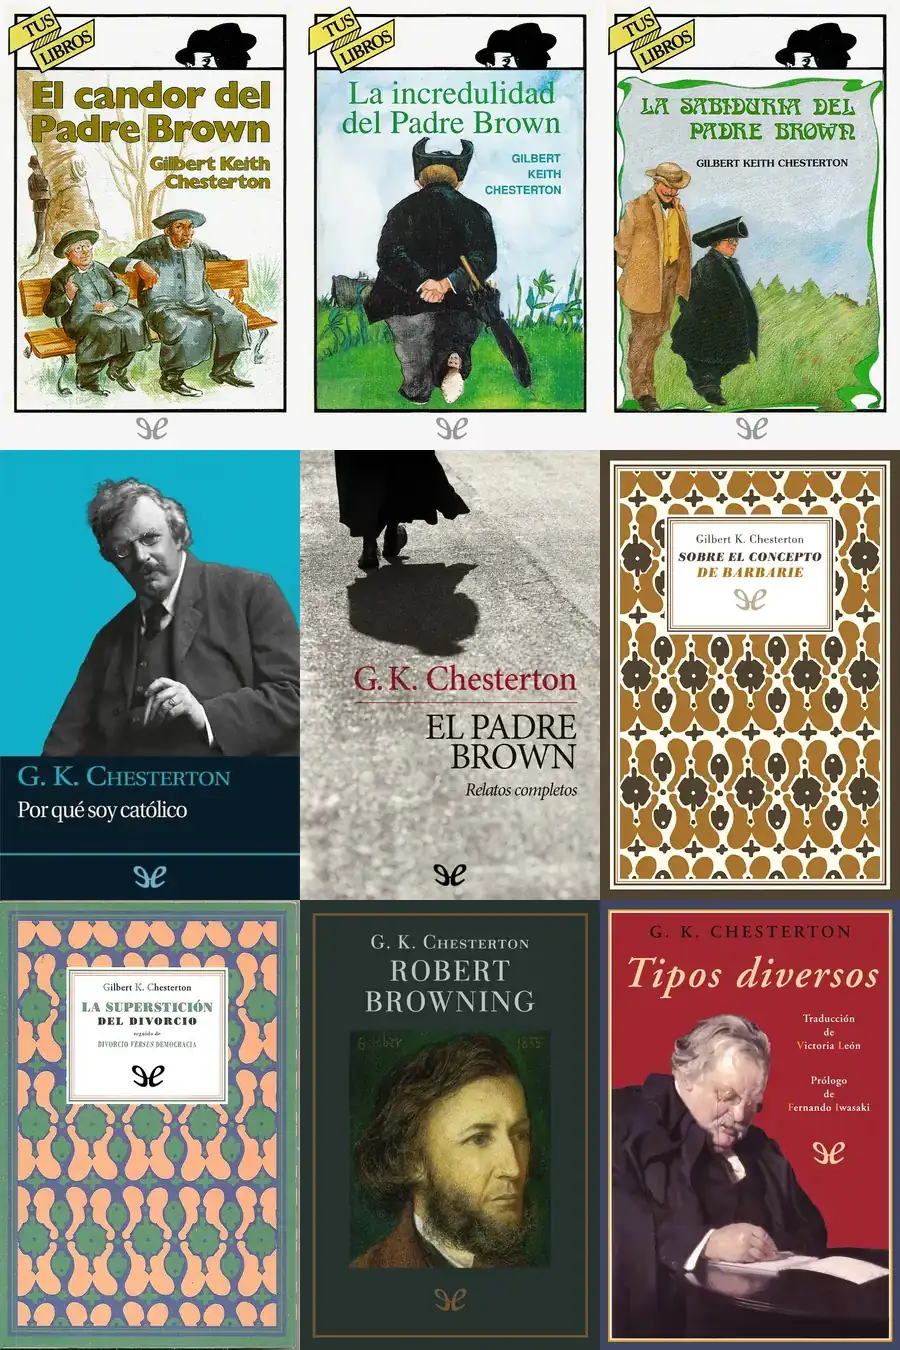 TUS
LIBROS
El candor del
Padre Brown
Gilbert Keith
Chesterton
TUS
LIBROS
La incredulidad
del Padre Brown
GILBERT
KEITH
CHESTERTON
TUS
LIBROS
LA SABIDURIA DEL
PADRE BROWN
GILBERT KEITH CHESTERTON
G. K. CHESTERTON
Por qué soy católico
G. K. Chesterton
EL PADRE
BROWN
Relatos completos
Gilbert K. Chesterton
SOBRE EL CONCEPTO
DE BARBARIE
Gilbert K. Chesterton
LA SUPERSTICIÓN
DEL DIVORCIO
seguido de
DIVORCIO VERSUS DEMOCRACIA
G. K. CHESTERTON
ROBERT
BROWNING
1835
G. K. CHESTERTON
Tipos diversos
Traducción
de
Victoria León
Prólogo
de
Fernando Iwasaki